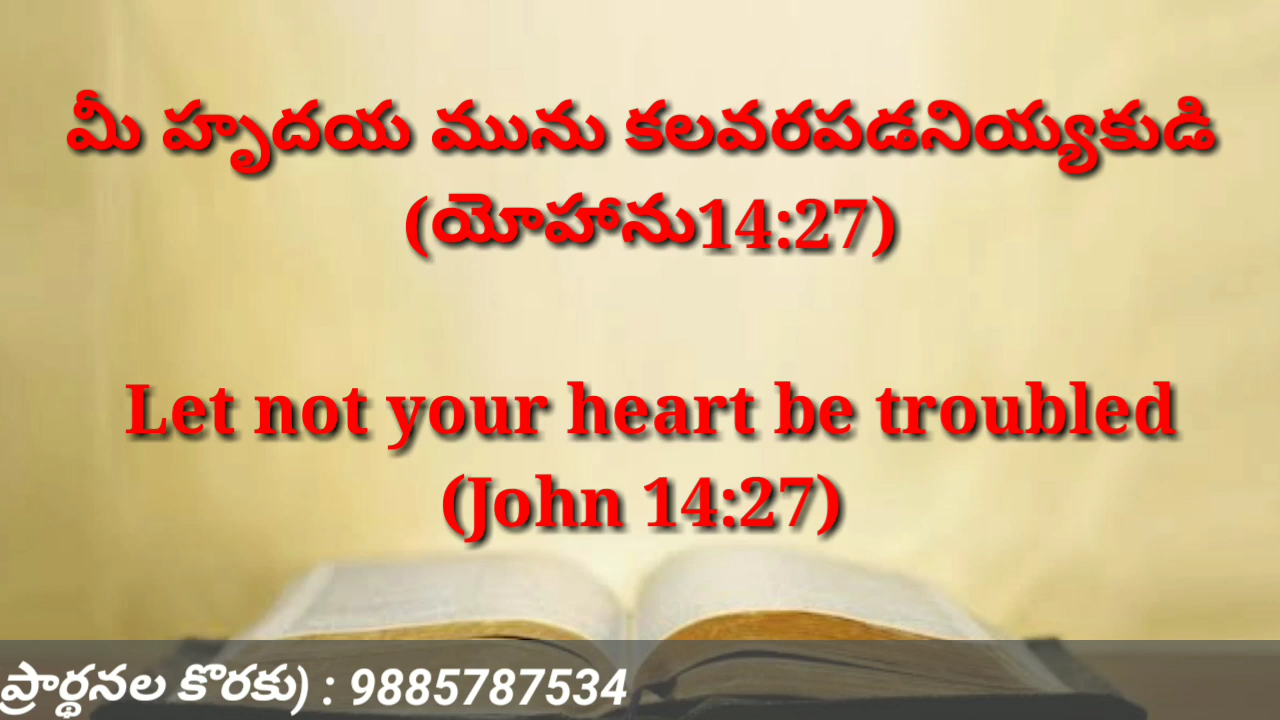 మీ హృదయ మును కలవరపడనియ్యకుడి
(యోహాను14:27)
Let not your heart be troubled
(John 14:27)
ప్రార్థనల కొరకు) : 9885787534